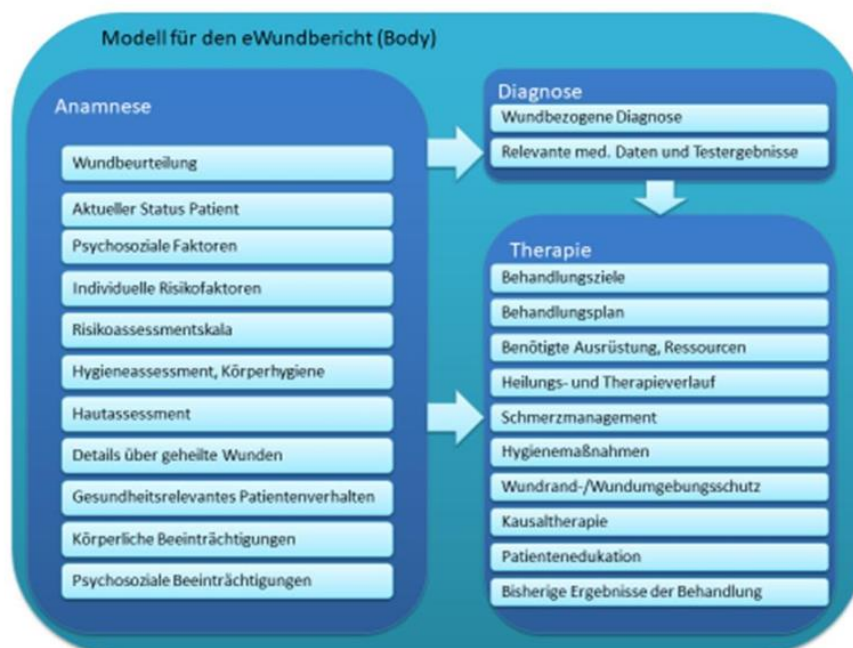 Modell für den eWundbericht (Body)
Anamnese
Wundbeurteilung
Aktueller Status Patient
Psychosoziale Faktoren
Individuelle Risikofaktoren
Risikoassessmentskala
Hygieneassessment, Körperhygiene
Hautassessment
Details über geheilte Wunden
Gesundheitsrelevantes Patientenverhalten
Körperliche Beeinträchtigungen
Psychosoziale Beeinträchtigungen
Diagnose
Wundbezogene Diagnose
Relevante med. Daten und Testergebnisse
Therapie
Behandlungsziele
Behandlungsplan
Benötigte Ausrüstung, Ressourcen
Heilungs- und Therapieverlauf
Schmerzmanagement
Hygienemaßnahmen
Wundrand-/Wundumgebungsschutz
Kausaltherapie
Patientenedukation
Bisherige Ergebnisse der Behandlung